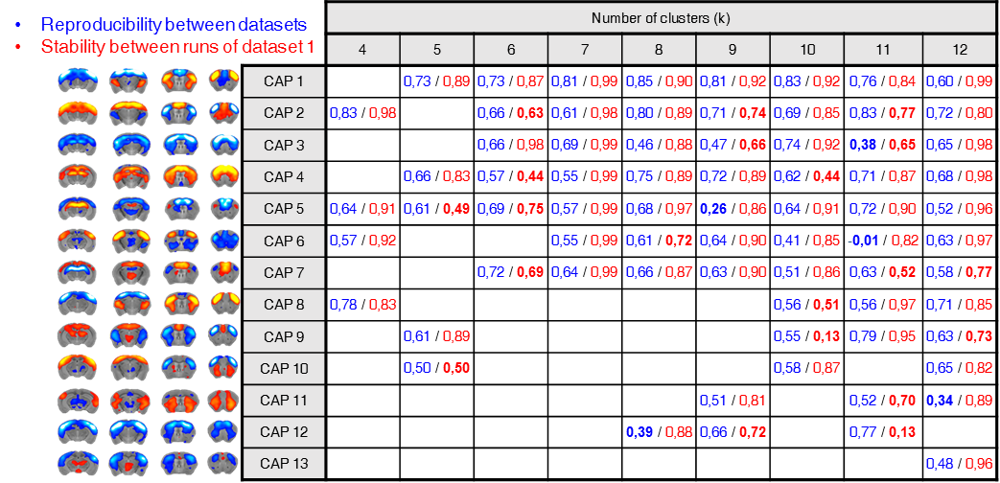 • Reproducibility between datasets
• Stability between runs of dataset 1
Number of clusters (k)
4 5 6 7 8 9 10 11 12
CAP 1 0,73 / 0,89 0,73 / 0,87 0,81 / 0,99 0,85 / 0,90 0,81 / 0,92 0,83 / 0,92 0,76 / 0,84 0,60 / 0,99
CAP 2 0,83 / 0,98 0,66 / 0,63 0,61 / 0,98 0,80 / 0,89 0,71 / 0,74 0,69 / 0,85 0,83 / 0,77 0,72 / 0,80
CAP 3 0,66 / 0,98 0,69 / 0,99 0,46 / 0,88 0,47 / 0,66 0,74 / 0,92 0,38 / 0,65 0,65 / 0,98
CAP 4 0,66 / 0,83 0,57 / 0,44 0,55 / 0,99 0,75 / 0,89 0,72 / 0,89 0,62 / 0,44 0,71 / 0,87 0,68 / 0,98
CAP 5 0,64 / 0,91 0,61 / 0,49 0,69 / 0,75 0,57 / 0,99 0,68 / 0,97 0,26 / 0,86 0,64 / 0,91 0,72 / 0,90 0,52 / 0,96
CAP 6 0,57 / 0,92 0,55 / 0,99 0,61 / 0,72 0,64 / 0,90 0,41 / 0,85 -0,01 / 0,82 0,63 / 0,97
CAP 7 0,72 / 0,69 0,64 / 0,99 0,66 / 0,87 0,63 / 0,90 0,51 / 0,86 0,63 / 0,52 0,58 / 0,77
CAP 8 0,78 / 0,83 0,56 / 0,51 0,56 / 0,97 0,71 / 0,85
CAP 9 0,61 / 0,89 0,55 / 0,13 0,79 / 0,95 0,63 / 0,73
CAP 10 0,50 / 0,50 0,58 / 0,87 0,65 / 0,82
CAP 11 0,51 / 0,81 0,52 / 0,70 0,34 / 0,89
CAP 12 0,39 / 0,88 0,66 / 0,72 0,77 / 0,13
CAP 13 0,48 / 0,96